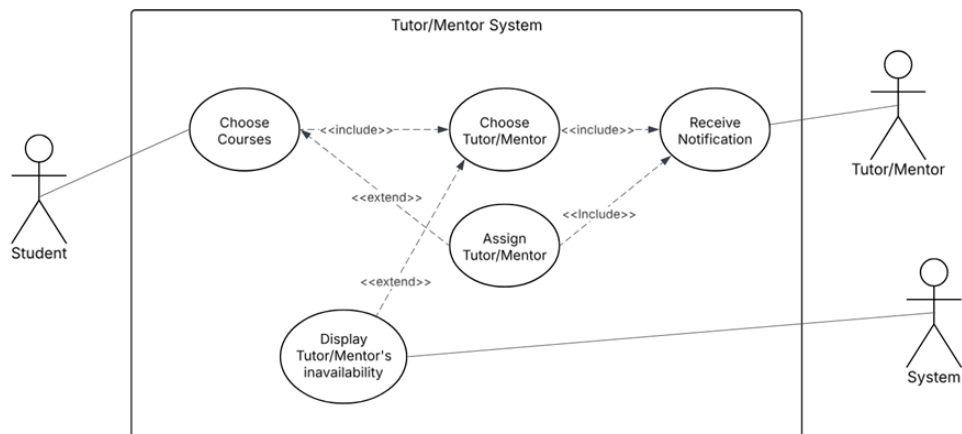 Tutor/Mentor System
Choose
Courses
<<include>>
Choose
Tutor/Mentor
<<include>>
Receive
Notification
Tutor/Mentor
Student
<<extend>>
Assign
Tutor/Mentor
<<Include>>
<<extend>>
Display
Tutor/Mentor's
inavailability
System